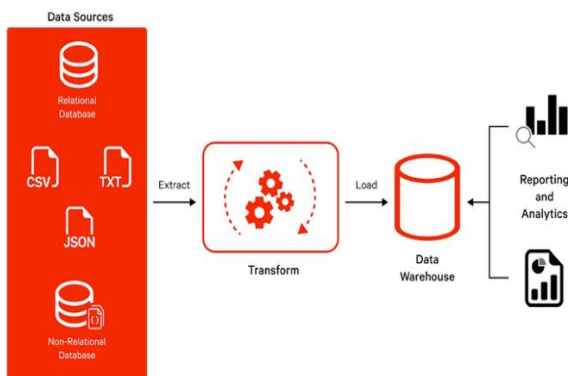 Data Sources
Relational
Database
CSV
TXT
JSON
Non-Relational
Database
Extract
Transform
Load
Data
Warehouse
Reporting
and
Analytics